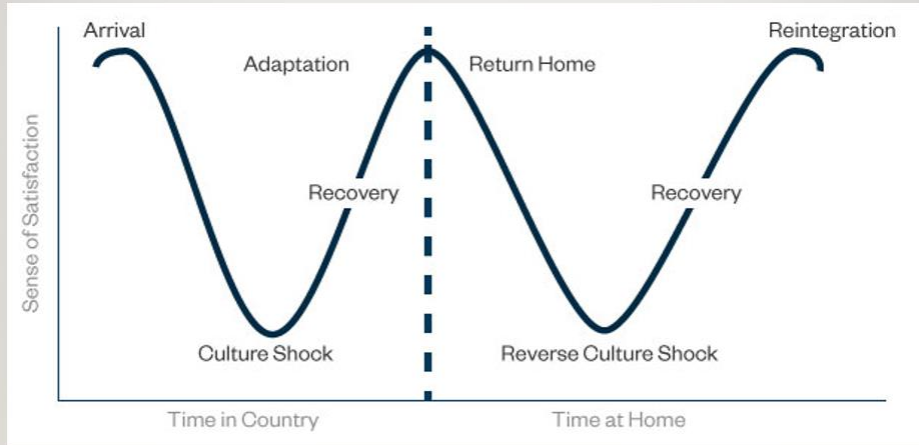 Arrival
Reintegration
Adaptation
Return Home
Recovery
Recovery
Sense of Satisfaction
Culture Shock
Reverse Culture Shock
Time in Country
Time at Home